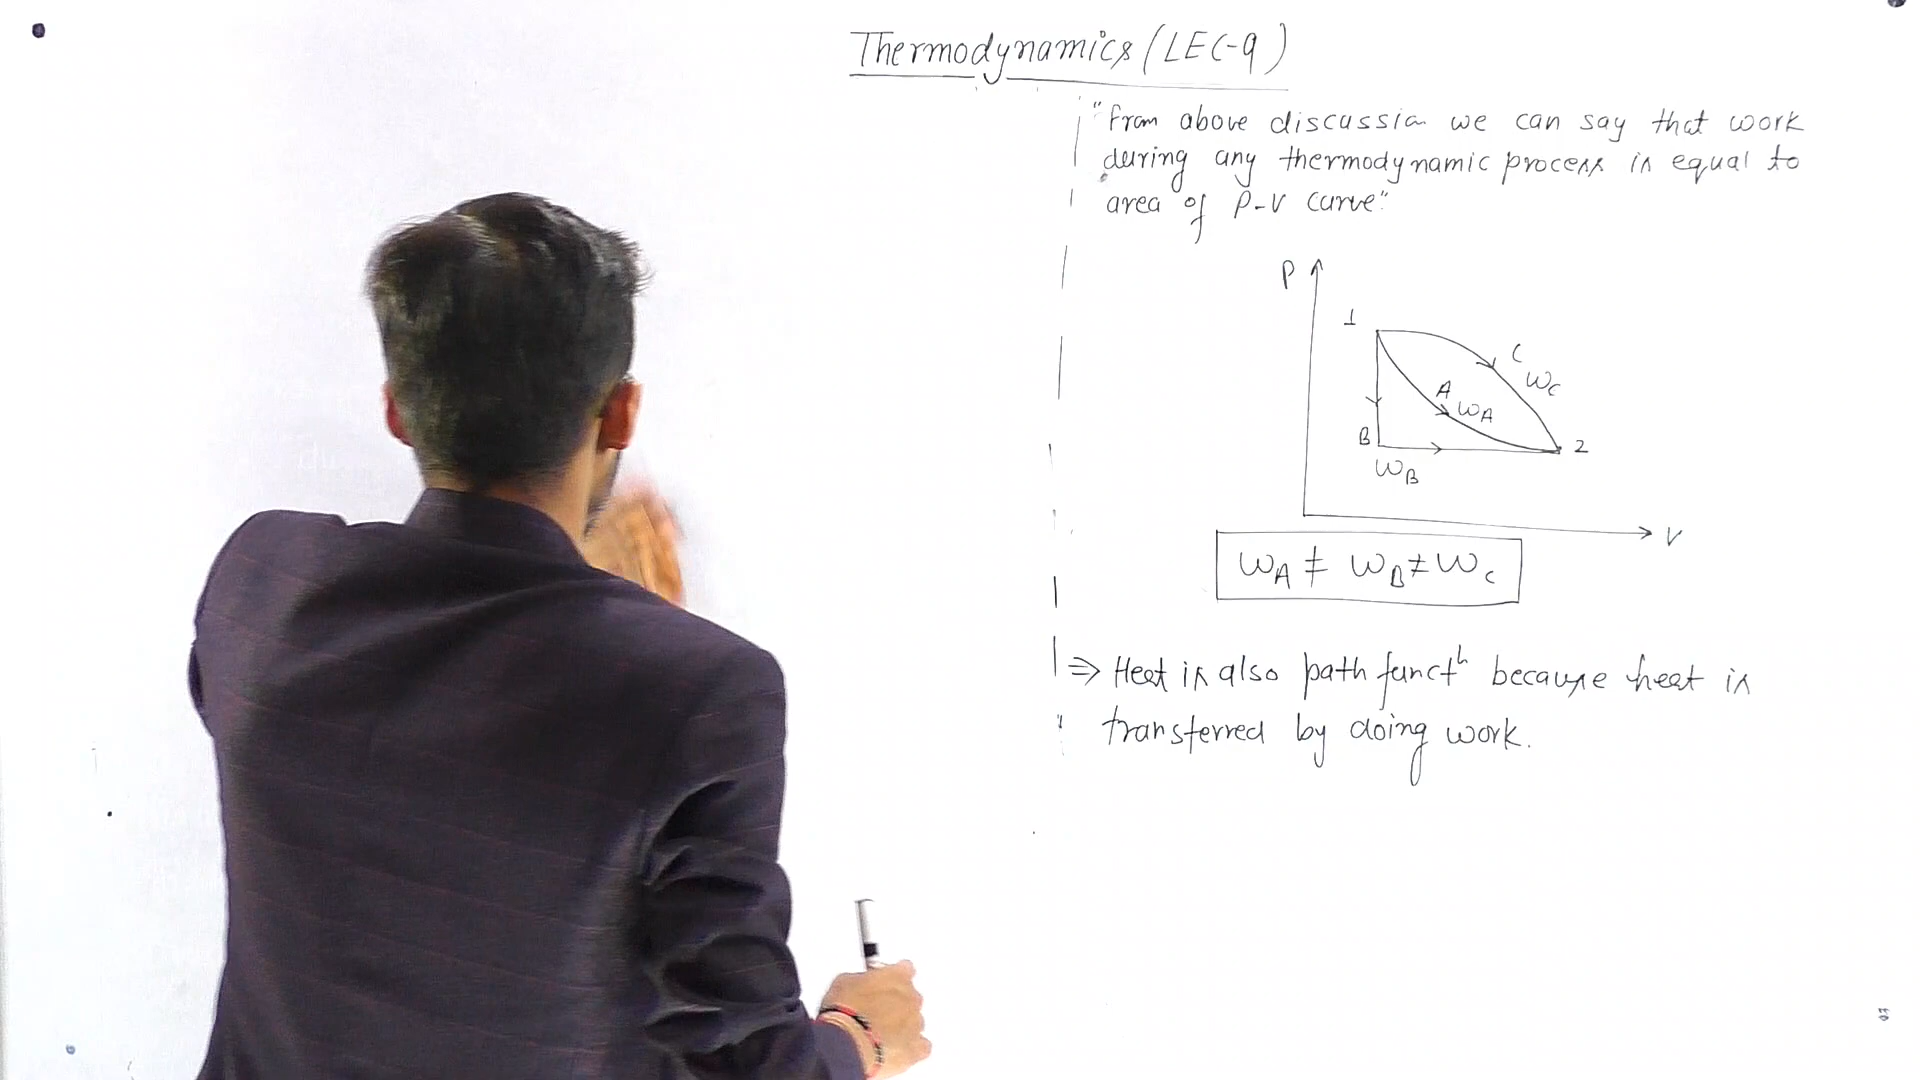 Thermodynamics (LEC-9)
"From above discussion we can say that work
during any thermodynamic process is equal to
area of P-V curve"
P
1
C
WC
A
WA
B
2
WB
V
WA ≠ WB ≠ WC
⇒ Heat is also path functⁿ because heat is
transferred by doing work.